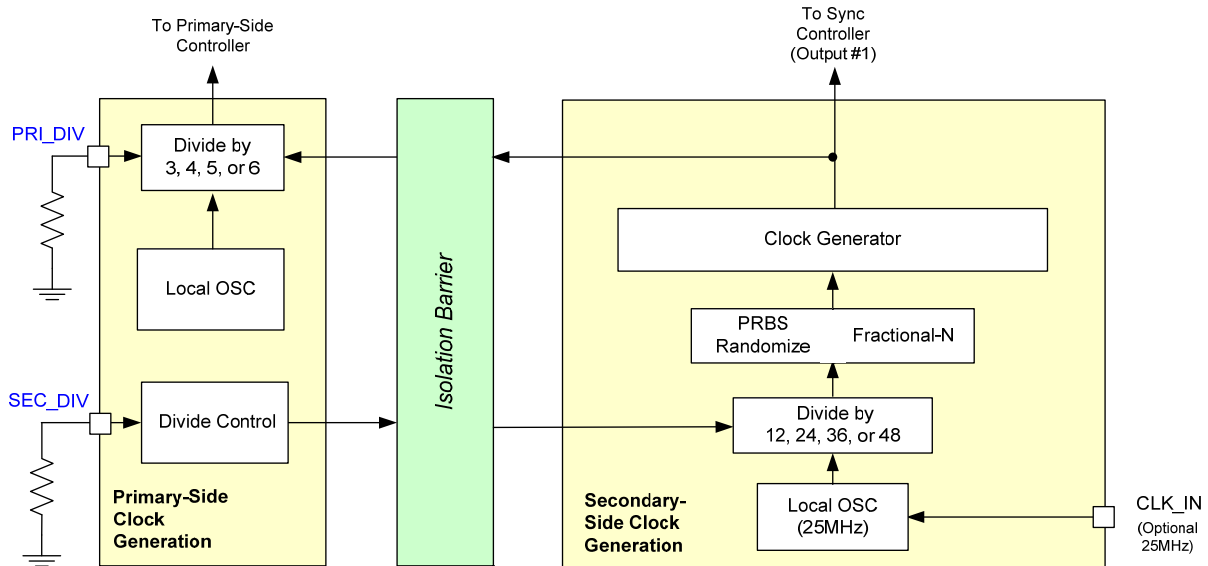 To Primary-Side
Controller
To Sync
Controller
(Output #1)
PRI_DIV
Divide by
3, 4, 5, or 6
Local OSC
SEC_DIV
Divide Control
Primary-Side
Clock
Generation
Isolation Barrier
Clock Generator
PRBS
Randomize
Fractional-N
Divide by
12, 24, 36, or 48
Local OSC
(25MHz)
Secondary-
Side Clock
Generation
CLK_IN
(Optional
25MHz)